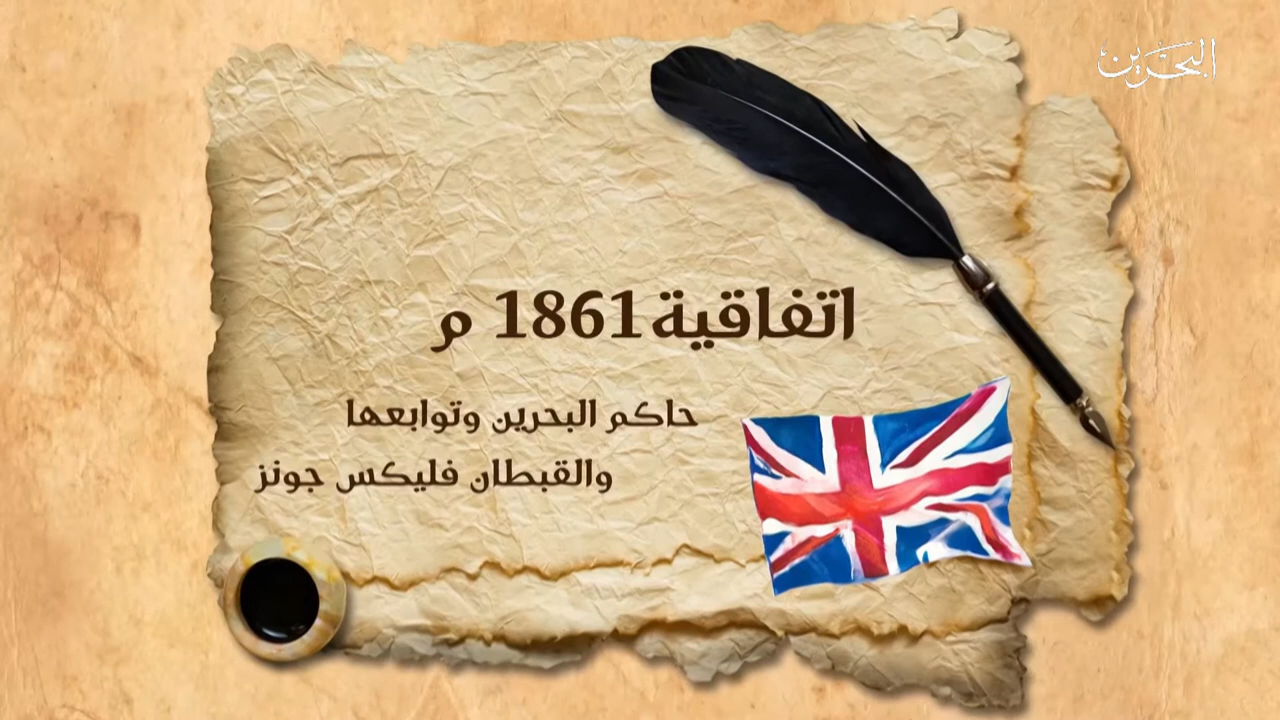 البحرين
اتفاقية 1861 م
حاكم البحرين وتوابعها
والقبطان فليكس جونز